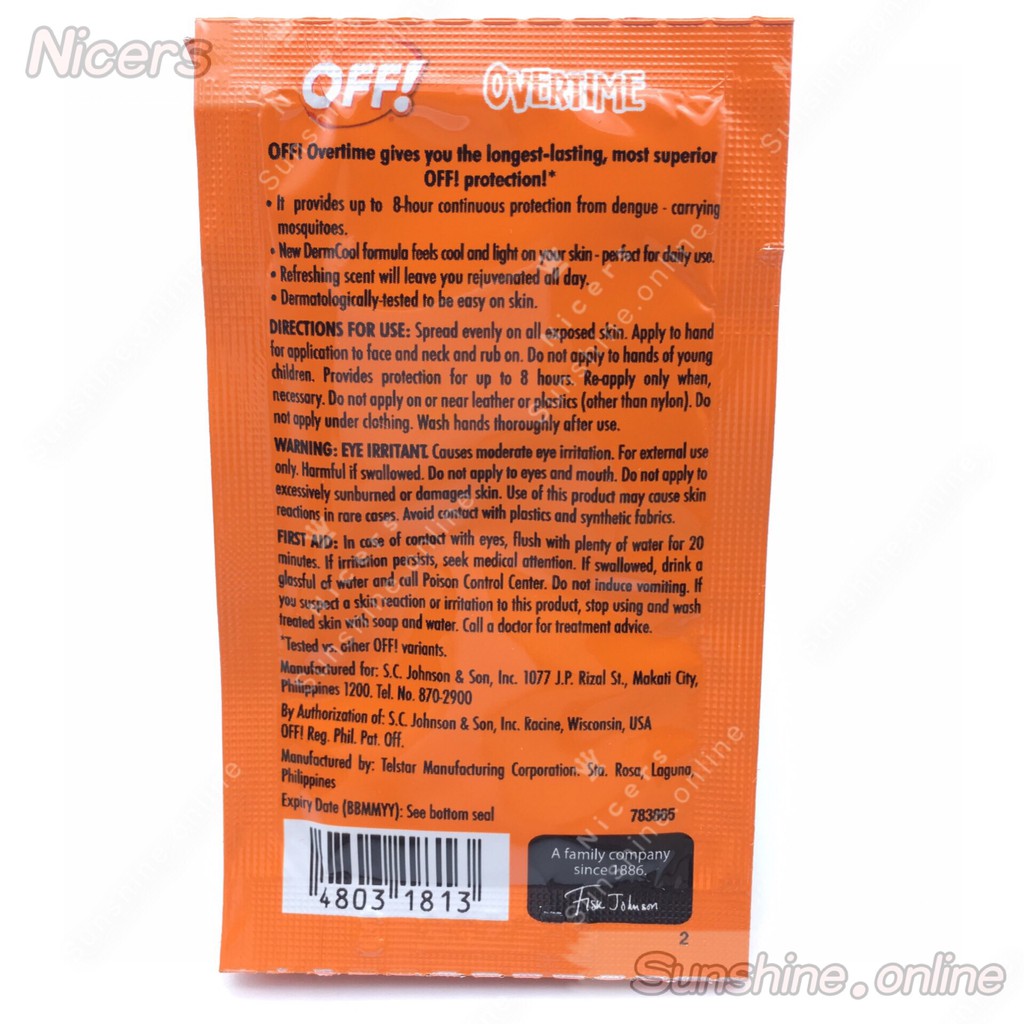 Nicers
OFF! OVERTIME
OFF! Overtime gives you the longest-lasting, most superior
OFF! protection!*
• It provides up to 8-hour continuous protection from dengue - carrying
mosquitoes.
• New DermCool formula feels cool and light on your skin - perfect for daily use.
• Refreshing scent will leave you rejuvenated all day.
• Dermatologically-tested to be easy on skin.
DIRECTIONS FOR USE: Spread evenly on all exposed skin. Apply to hand
for application to face and neck and rub on. Do not apply to hands of young
children. Provides protection for up to 8 hours. Re-apply only when,
necessary. Do not apply on or near leather or plastics (other than nylon). Do
not apply under clothing. Wash hands thoroughly after use.
WARNING: EYE IRRITANT. Causes moderate eye irritation. For external use
only. Harmful if swallowed. Do not apply to eyes and mouth. Do not apply to
excessively sunburned or damaged skin. Use of this product may cause skin
reactions in rare cases. Avoid contact with plastics and synthetic fabrics.
FIRST AID: In case of contact with eyes, flush with plenty of water for 20
minutes. If irritation persists, seek medical attention. If swallowed, drink a
glassful of water and call Poison Control Center. Do not induce vomiting. If
you suspect a skin reaction or irritation to this product, stop using and wash
treated skin with soap and water. Call a doctor for treatment advice.
*Tested vs. other OFF! variants.
Manufactured for: S.C. Johnson & Son, Inc. 1077 J.P. Rizal St., Makati City,
Philippines 1200. Tel. No. 870-2900
By Authorization of: S.C. Johnson & Son, Inc. Racine, Wisconsin, USA
OFF! Reg. Phil. Pat. Off.
Manufactured by: Telstar Manufacturing Corporation. Sta. Rosa, Laguna,
Philippines
Expiry Date (BBMMYY): See bottom seal
4803 1813
A family company
since 1886.
Fisk Johnson
2
Sunshine.online